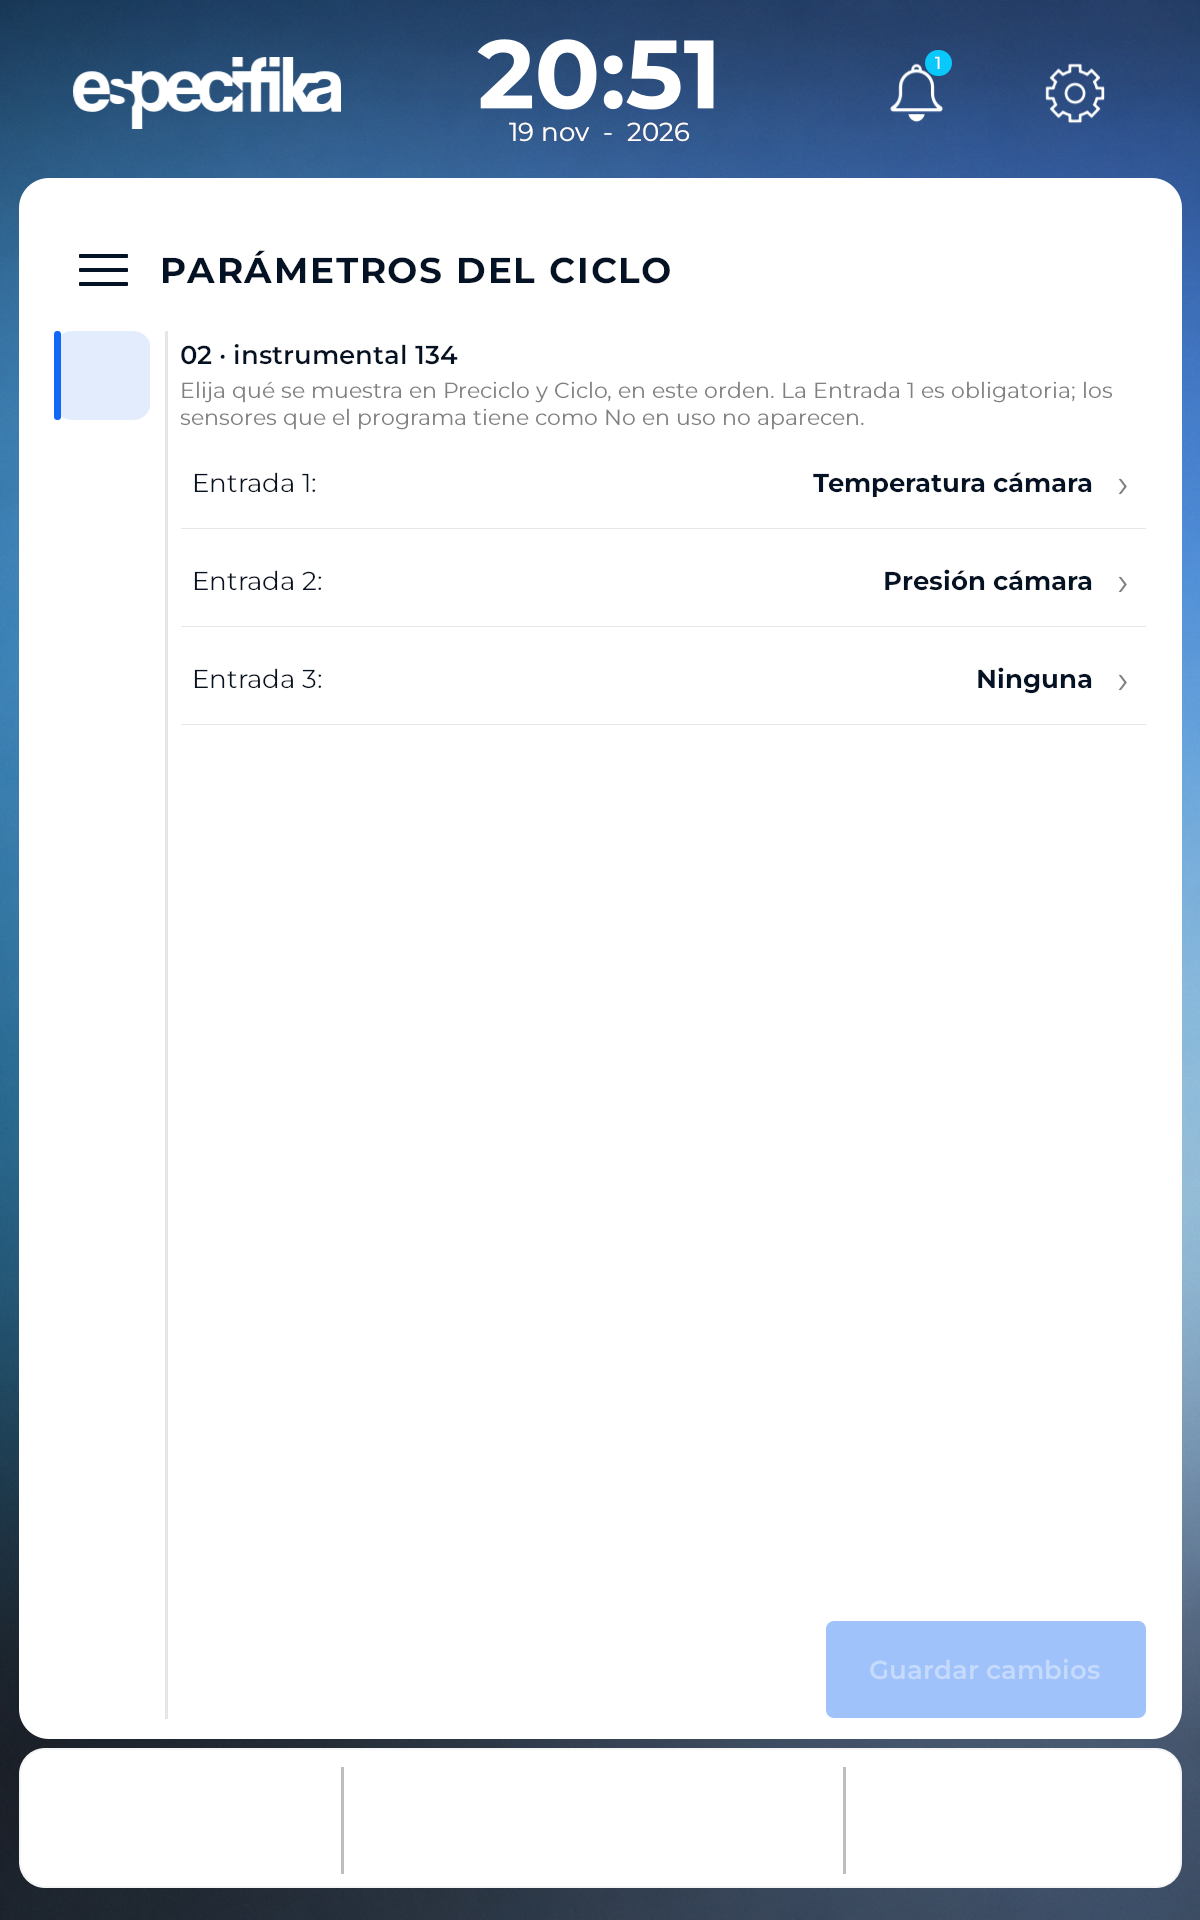 especifika
20:51
19 nov - 2026
1
PARÁMETROS DEL CICLO
02 · instrumental 134
Elija qué se muestra en Preciclo y Ciclo, en este orden. La Entrada 1 es obligatoria; los
sensores que el programa tiene como No en uso no aparecen.
Entrada 1: Temperatura cámara ›
Entrada 2: Presión cámara ›
Entrada 3: Ninguna ›
Guardar cambios